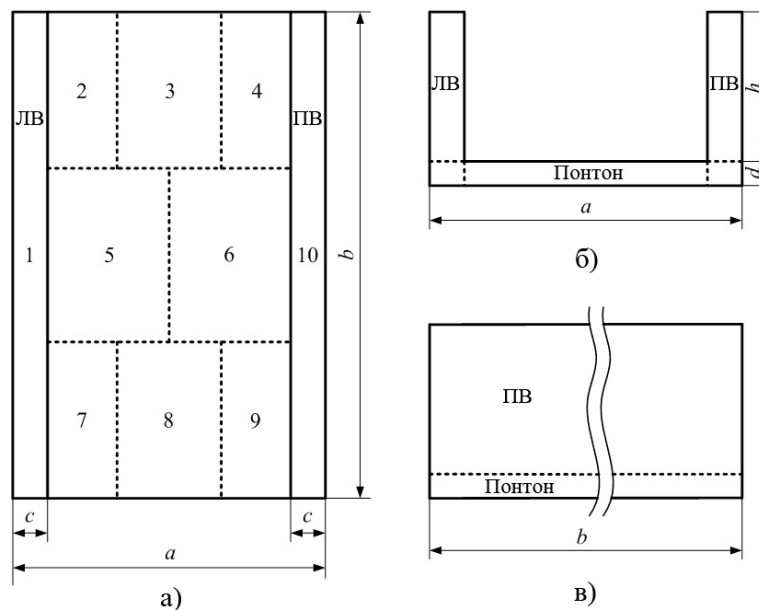 2 3 4
ЛВ ПВ
1 5 6 10 b
7 8 9
c c
a
а)
ЛВ ПВ h
Понтон d
a
б)
ПВ
Понтон
b
в)